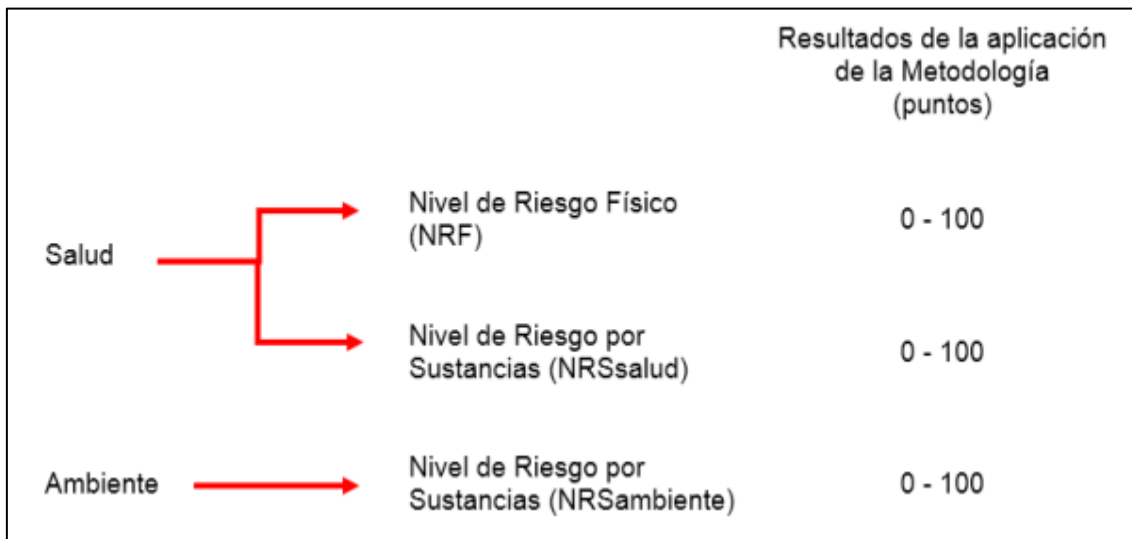 Resultados de la aplicación
de la Metodología
(puntos)
Salud
Nivel de Riesgo Físico
(NRF)
0 - 100
Nivel de Riesgo por
Sustancias (NRSsalud)
0 - 100
Ambiente
Nivel de Riesgo por
Sustancias (NRSambiente)
0 - 100